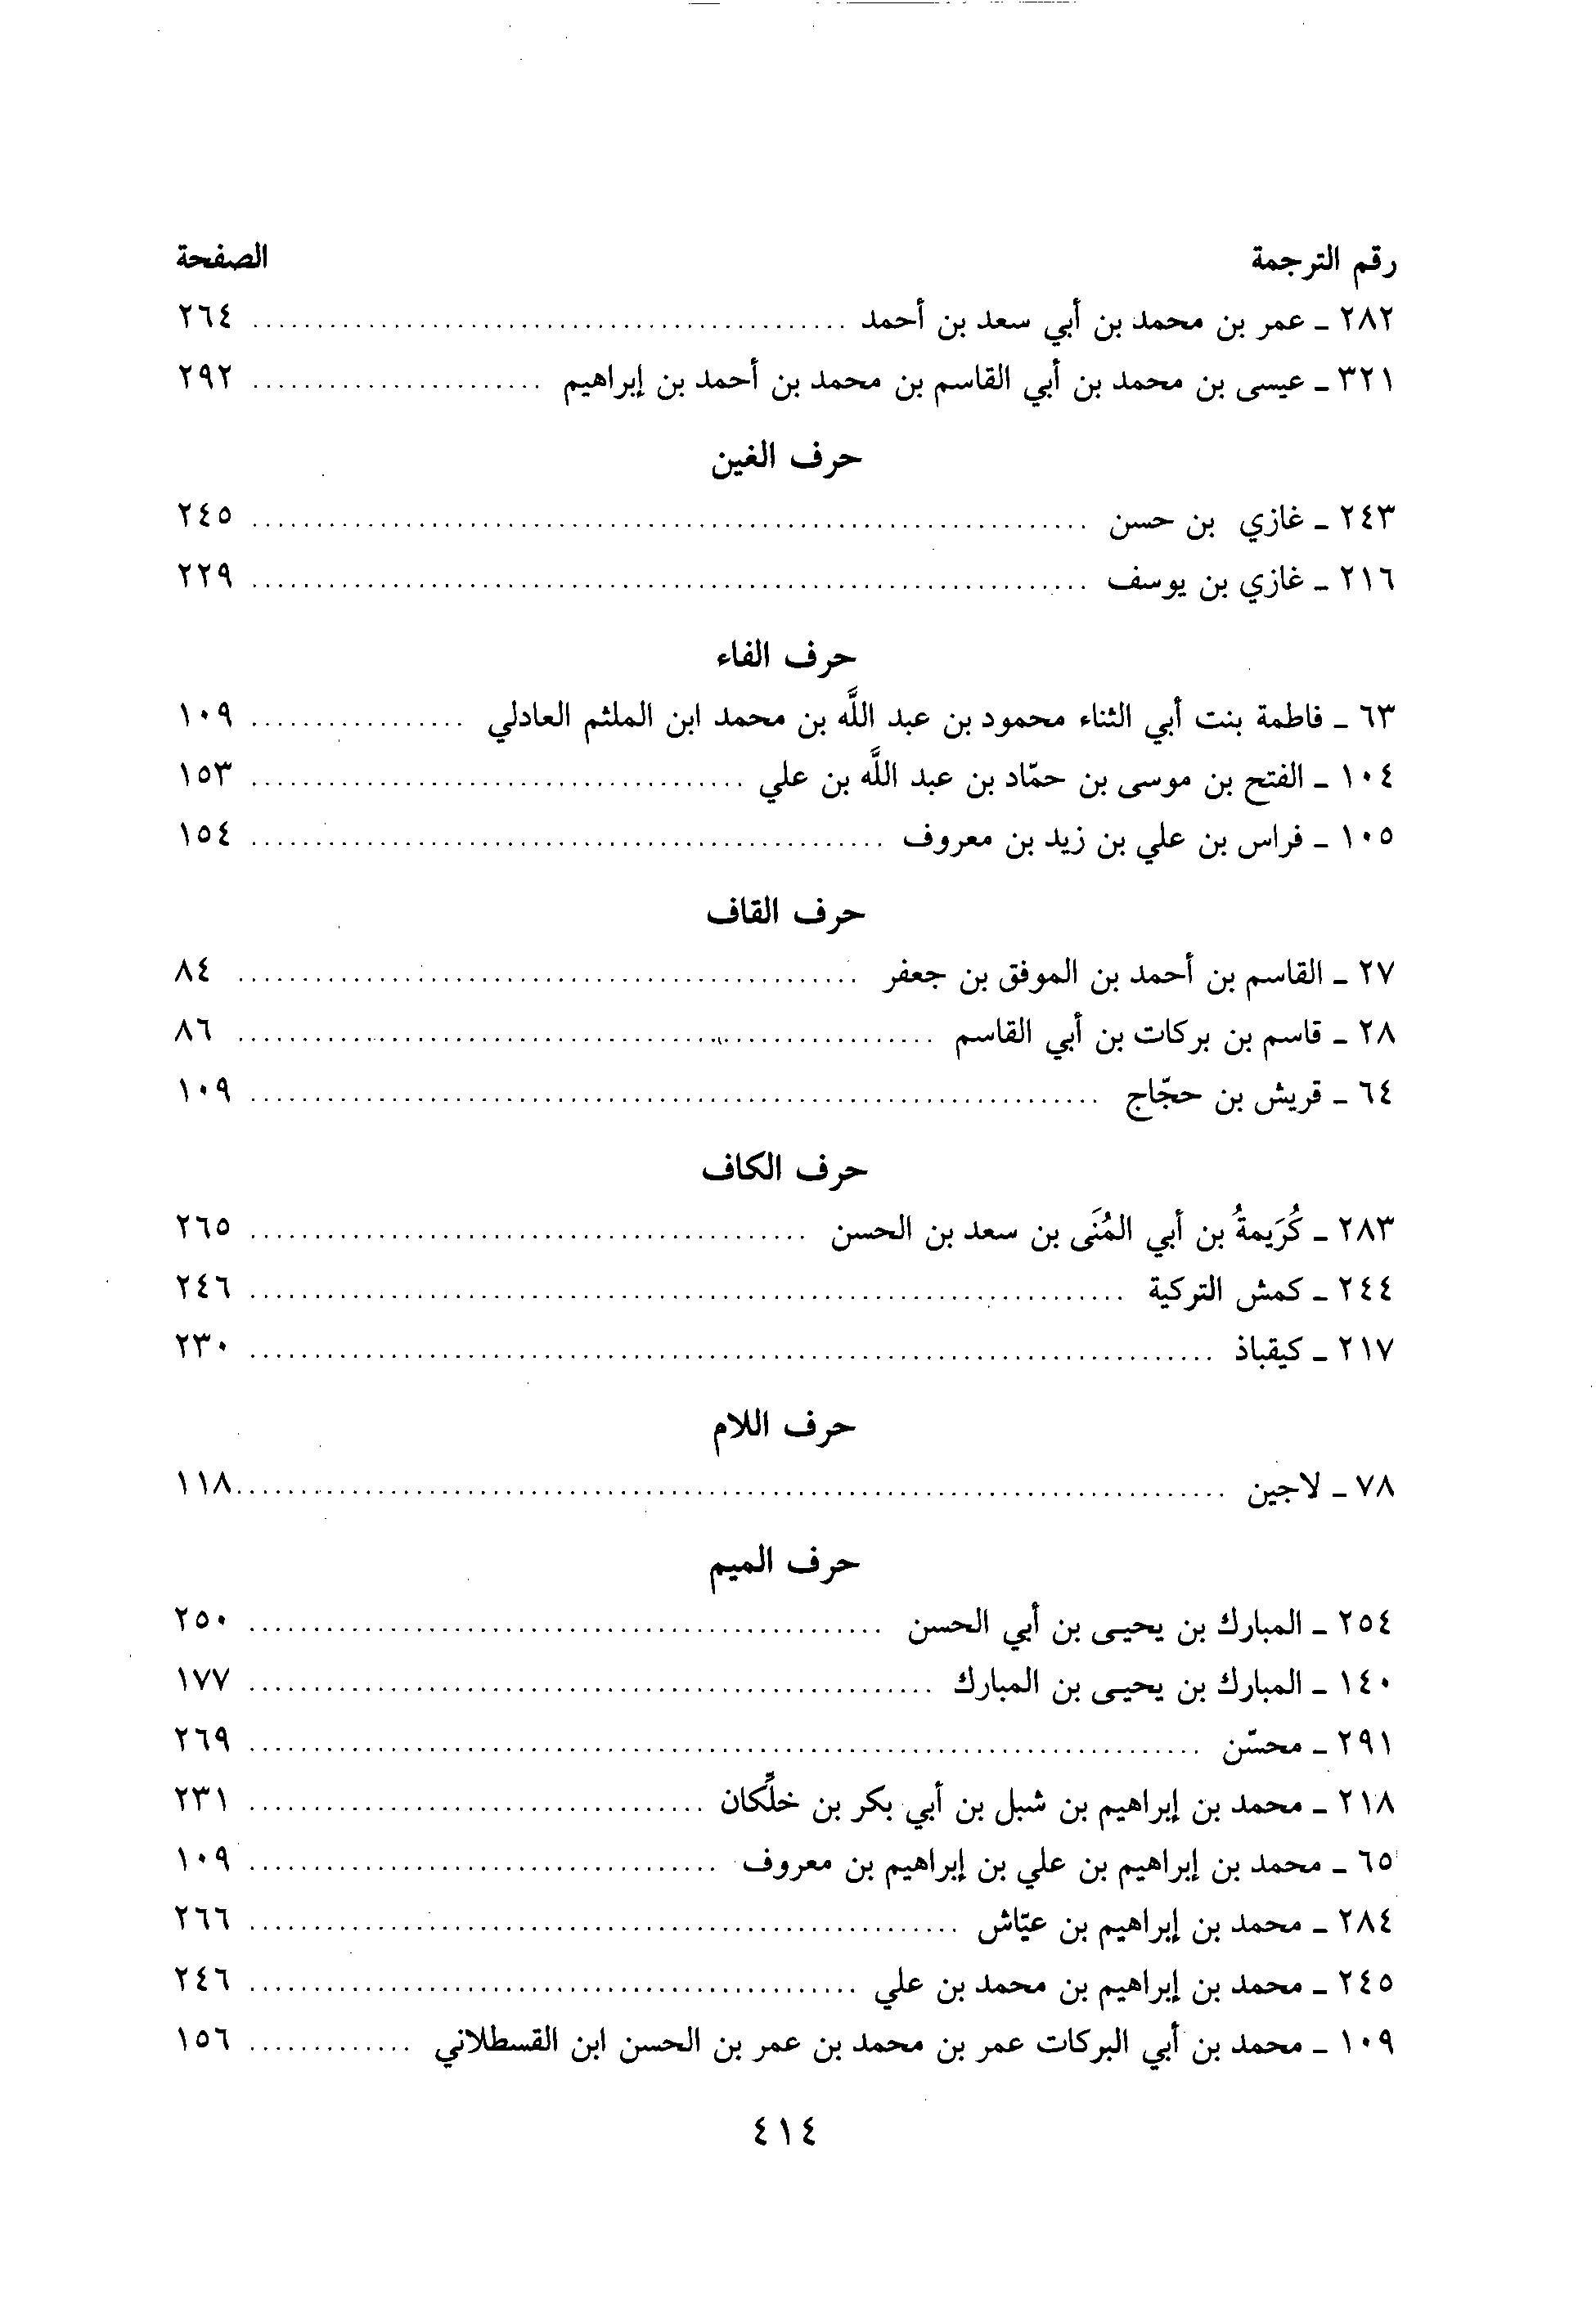 رقم الترجمة الصفحة
٢٨٢ ـ عمر بن محمد بن أبي سعد بن أحمد ........ ٢٦٤
٣٢١ ـ عيسى بن محمد بن أبي القاسم بن محمد بن أحمد بن إبراهيم ........ ٢٩٢
حرف الغين
٢٤٣ ـ غازي بن حسن ........ ٢٤٥
٢١٦ ـ غازي بن يوسف ........ ٢٢٩
حرف الفاء
٦٣ ـ فاطمة بنت أبي الثناء محمود بن عبد اللَّه بن محمد ابن الملثم العادلي ........ ١٠٩
١٠٤ ـ الفتح بن موسى بن حمّاد بن عبد اللَّه بن علي ........ ١٥٣
١٠٥ ـ فراس بن علي بن زيد بن معروف ........ ١٥٤
حرف القاف
٢٧ ـ القاسم بن أحمد بن الموفق بن جعفر ........ ٨٤
٢٨ ـ قاسم بن بركات بن أبي القاسم ........ ٨٦
٦٤ ـ قريش بن حجّاج ........ ١٠٩
حرف الكاف
٢٨٣ ـ كُرَيمةُ بن أبي المُنَى بن سعد بن الحسن ........ ٢٦٥
٢٤٤ ـ كمش التركية ........ ٢٤٦
٢١٧ ـ كيقباذ ........ ٢٣٠
حرف اللام
٧٨ ـ لاجين ........ ١١٨
حرف الميم
٢٥٤ ـ المبارك بن يحيـى بن أبي الحسن ........ ٢٥٠
١٤٠ ـ المبارك بن يحيـى بن المبارك ........ ١٧٧
٢٩١ ـ محسّن ........ ٢٦٩
٢١٨ ـ محمد بن إبراهيم بن شبل بن أبي بكر بن خلِّكان ........ ٢٣١
٦٥ ـ محمد بن إبراهيم بن علي بن إبراهيم بن معروف ........ ١٠٩
٢٨٤ ـ محمد بن إبراهيم بن عيّاش ........ ٢٦٦
٢٤٥ ـ محمد بن إبراهيم بن محمد بن علي ........ ٢٤٦
١٠٩ ـ محمد بن أبي البركات عمر بن محمد بن عمر بن الحسن ابن القسطلاني ........ ١٥٦
٤١٤